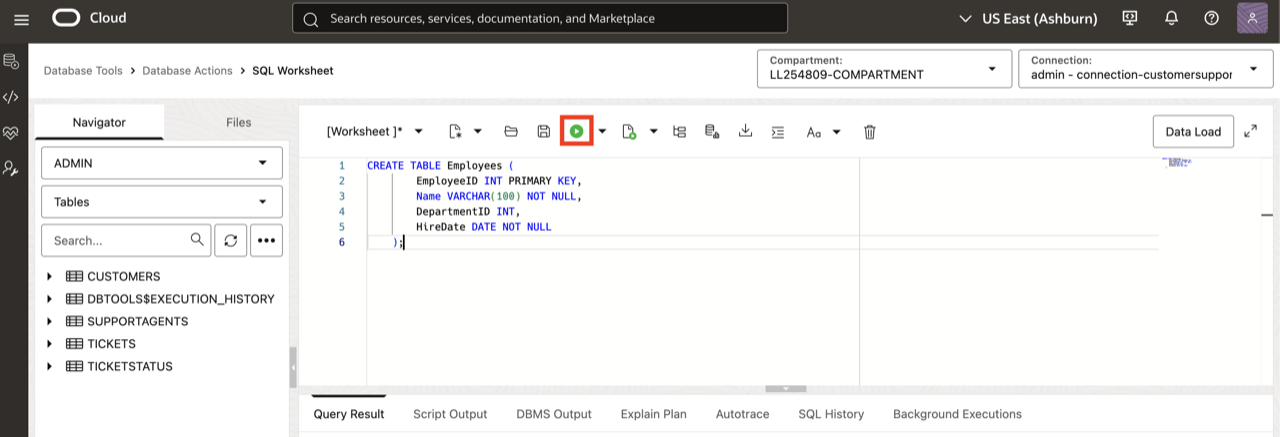 Cloud
Search resources, services, documentation, and Marketplace
US East (Ashburn)
Database Tools > Database Actions > SQL Worksheet
Compartment:
LL254809-COMPARTMENT
Connection:
admin - connection-customersuppor
Navigator
Files
ADMIN
Tables
Search...
CUSTOMERS
DBTOOLS$EXECUTION_HISTORY
SUPPORTAGENTS
TICKETS
TICKETSTATUS
[Worksheet ]*
Aa
Data Load
1 CREATE TABLE Employees (
2 EmployeeID INT PRIMARY KEY,
3 Name VARCHAR(100) NOT NULL,
4 DepartmentID INT,
5 HireDate DATE NOT NULL
6 );
Query Result Script Output DBMS Output Explain Plan Autotrace SQL History Background Executions